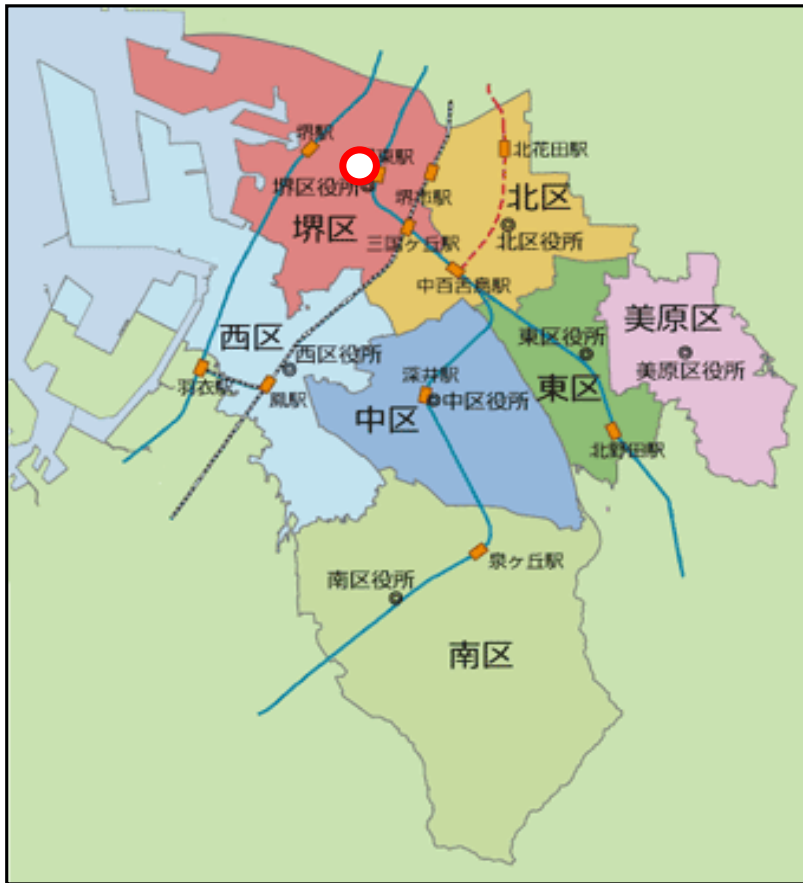 堺駅
東駅
堺区役所
堺市駅
北花田駅
北区
北区役所
堺区
三国ヶ丘駅
中百舌鳥駅
美原区
東区役所
美原区役所
西区
西区役所
羽衣駅
鳳駅
深井駅
中区役所
中区
東区
北野田駅
泉ヶ丘駅
南区役所
南区